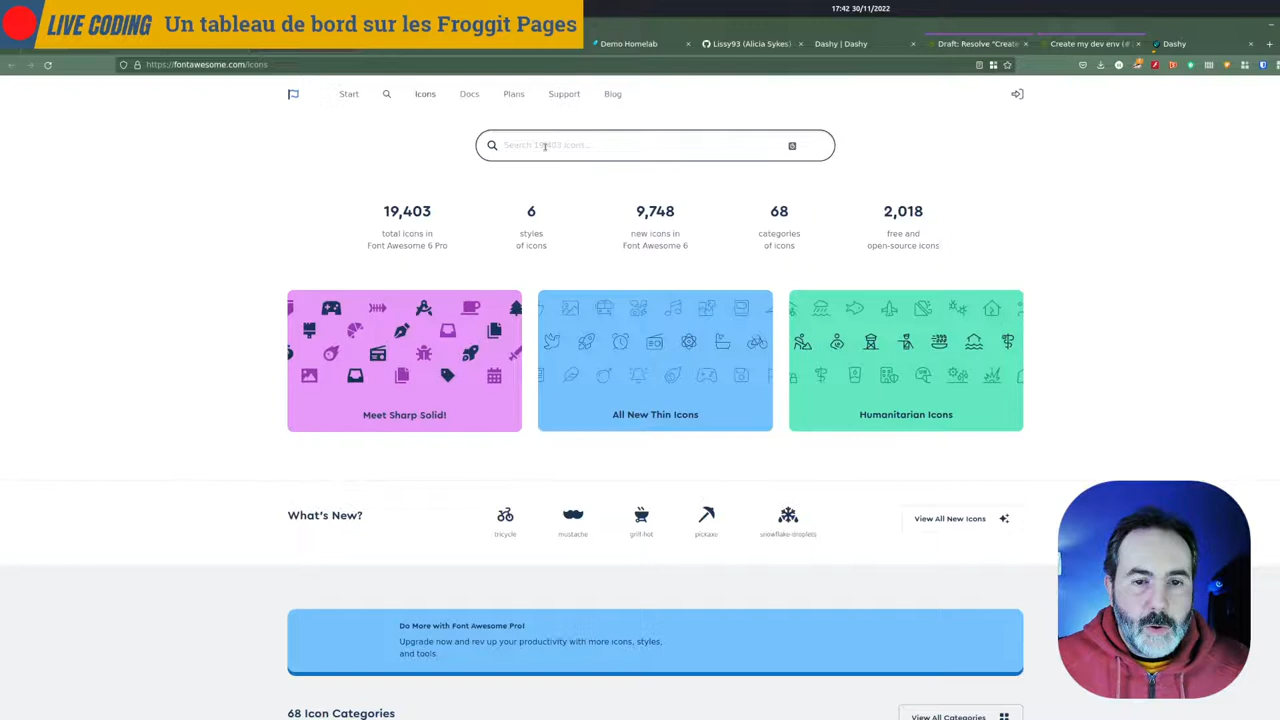 17:42 30/11/2022
LIVE CODING Un tableau de bord sur les Froggit Pages
Demo Homelab
Lissy93 (Alicia Sykes)
Dashy | Dashy
Draft: Resolve "Create
Create my dev env (
Dashy
https://fontawesome.com/icons
Start Icons Docs Plans Support Blog
Search 19,403 icons...
19,403 6 9,748 68 2,018
total icons in styles new icons in categories free and
Font Awesome 6 Pro of icons Font Awesome 6 of icons open-source icons
Meet Sharp Solid! All New Thin Icons Humanitarian Icons
What's New?
tricycle mustache grill-hot pickaxe snowflake-droplets
View All New Icons
Do More with Font Awesome Pro!
Upgrade now and rev up your productivity with more icons, styles,
and tools.
68 Icon Categories View All Categories